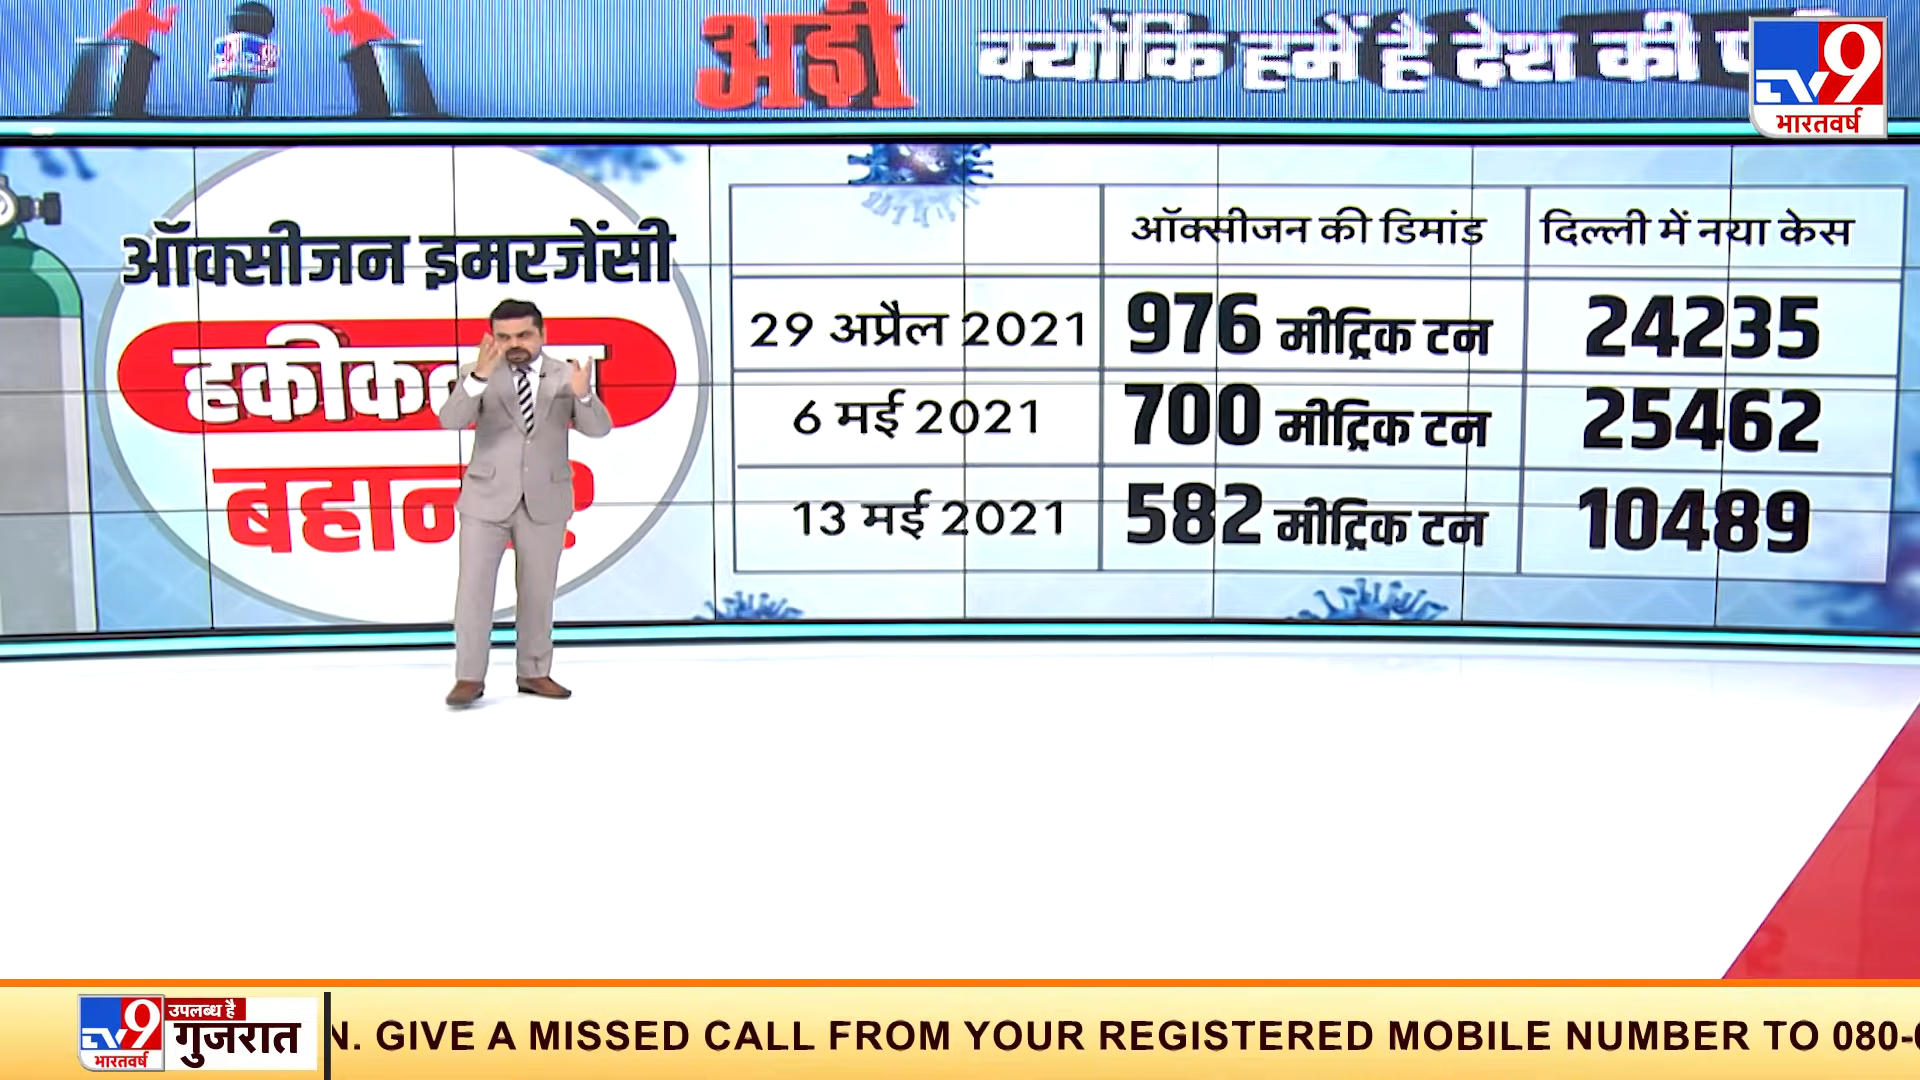 अड़ी क्योंकि हमें है देश की
TV9
भारतवर्ष
ऑक्सीजन इमरजेंसी
ऑक्सीजन की डिमांड
दिल्ली में नया केस
29 अप्रैल 2021
976 मीट्रिक टन
24235
6 मई 2021
700 मीट्रिक टन
25462
13 मई 2021
582 मीट्रिक टन
10489
TV9
भारतवर्ष
उपलब्ध है
गुजरात
N. GIVE A MISSED CALL FROM YOUR REGISTERED MOBILE NUMBER TO 080-